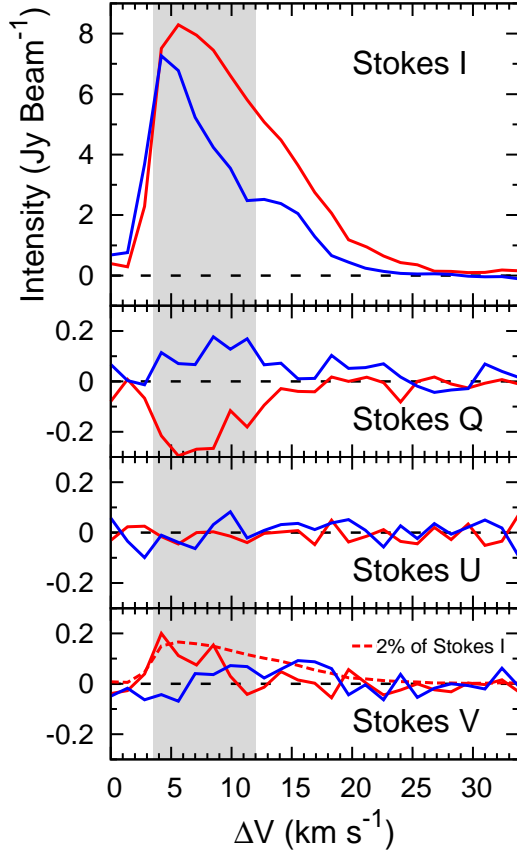 Intensity (Jy Beam⁻¹)
Stokes I
8
6
4
2
0
Stokes Q
0.2
0
-0.2
Stokes U
0.2
0
-0.2
2% of Stokes I
Stokes V
0.2
0
-0.2
0 5 10 15 20 25 30
ΔV (km s⁻¹)